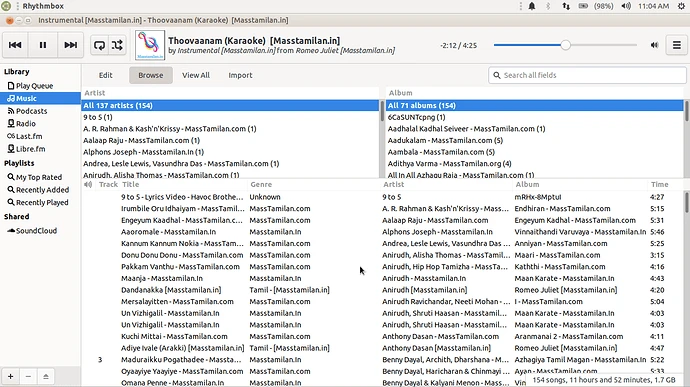 Rhythmbox
(98%)
11:04 AM
Instrumental [Masstamilan.in] - Thoovaanam (Karaoke)  [Masstamilan.in]
Thoovaanam (Karaoke)  [Masstamilan.in]
by Instrumental [Masstamilan.in] from Romeo Juliet [Masstamilan.in]
-2:12 / 4:25
Library
Play Queue
Music
Podcasts
Radio
Last.fm
Libre.fm
Playlists
My Top Rated
Recently Added
Recently Played
Shared
SoundCloud
Edit Browse View All Import
Search all fields
Artist
All 137 artists (154)
9 to 5 (1)
A. R. Rahman & Kash'n'Krissy - MassTamilan.com (1)
Aalaap Raju - MassTamilan.com (1)
Alphons Joseph - MassTamilan.In (1)
Andrea, Lesle Lewis, Vasundhra Das - MassTamilan.com (1)
Anirudh, Alisha Thomas - MassTamilan.com (1)
Album
All 71 albums (154)
6CaSUNTcpng (1)
Aadhalal Kadhal Seiveer - MassTamilan.com (1)
Aadukalam - MassTamilan.com (5)
Aambala - MassTamilan.com (5)
Adithya Varma - MassTamilan.org (4)
All In All Azhagu Raja - MassTamilan.com (1)
Track Title Genre Artist Album Time
9 to 5 - Lyrics Video - Havoc Brothe... Unknown 9 to 5 mRHx-8Mptul 4:27
Irumbile Oru Idhaiyam - MassTamil... MassTamilan.com A. R. Rahman & Kash'n'Krissy - MassT... Endhiran - MassTamilan.com 5:15
Engeyum Kaadhal - MassTamilan.c... MassTamilan.com Aalaap Raju - MassTamilan.com Engeyum Kadhal - MassTamilan.com 5:31
Aaoromale - MassTamilan.In MassTamilan.In Alphons Joseph - MassTamilan.In Vinnaithandi Varuvaya - MassTamilan.In 5:46
Kannum Kannum Nokia - MassTam... MassTamilan.com Andrea, Lesle Lewis, Vasundhra Das ... Anniyan - MassTamilan.com 5:25
Donu Donu Donu - MassTamilan.com MassTamilan.com Anirudh, Alisha Thomas - MassTamil... Maari - MassTamilan.com 3:15
Pakkam Vanthu - MassTamilan.com MassTamilan.com Anirudh, Hip Hop Tamizha - MassTa... Kaththi - MassTamilan.com 4:16
Maanja - MassTamilan.In MassTamilan.In Anirudh - MassTamilan.In Maan Karate - MassTamilan.In 4:43
Dandanakka [Masstamilan.in] Tamil - [Masstamilan.in] Anirudh [Masstamilan.in] Romeo Juliet [Masstamilan.in] 4:20
Mersalayitten - MassTamilan.com MassTamilan.com Anirudh Ravichandar, Neeti Mohan - ... I - MassTamilan.com 5:04
Un Vizhigalil - MassTamilan.In MassTamilan.In Anirudh, Shruti Haasan - MassTamilan... Maan Karate - MassTamilan.In 4:03
Un Vizhigalil - MassTamilan.In MassTamilan.In Anirudh, Shruti Haasan - MassTamilan... Maan Karate - MassTamilan.In 4:03
Kuchi Mittai - MassTamilan.com MassTamilan.com Anthony Dasan - MassTamilan.com Aranmanai 2 - MassTamilan.com 4:11
Adiye Ivale (Arakki) [Masstamilan.in] Tamil - [Masstamilan.in] Anthony Dasan [Masstamilan.in] Romeo Juliet [Masstamilan.in] 4:47
3 Maduraikku Pogathadee - MassTa... MassTamilan.com Benny Dayal, Archith, Dharshana - M... Azhagiya Tamil Magan - MassTamilan... 5:22
Oyaayiye Yaayiye - MassTamilan.com MassTamilan.com Benny Dayal, Haricharan & Chinmayi ...
Omana Penne - MassTamilan.In MassTamilan.In Benny Dayal & Kalyani Menon - Mass...
154 songs, 11 hours and 52 minutes, 1.7 GB